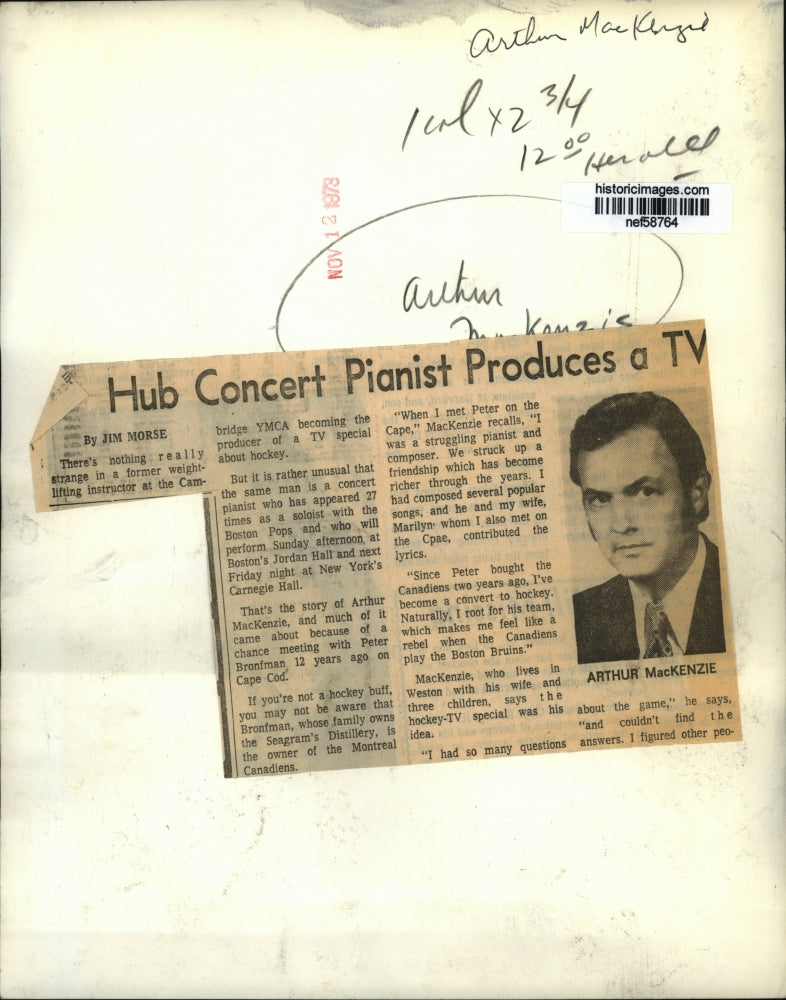 Arthur MacKenzie
1 col x 2 3/4
12 00 Herald
historicimages.com
nef58764
NOV 12 1973
Arthur
MacKenzie
Hub Concert Pianist Produces a TV
By JIM MORSE
There's nothing really
strange in a former weight-
lifting instructor at the Cam-
bridge YMCA becoming the
producer of a TV special
about hockey.
But it is rather unusual that
the same man is a concert
pianist who has appeared 27
times as a soloist with the
Boston Pops and who will
perform Sunday afternoon at
Boston's Jordan Hall and next
Friday night at New York's
Carnegie Hall.
That's the story of Arthur
MacKenzie, and much of it
came about because of a
chance meeting with Peter
Bronfman 12 years ago on
Cape Cod.
If you're not a hockey buff,
you may not be aware that
Bronfman, whose family owns
the Seagram's Distillery, is
the owner of the Montreal
Canadiens.
"When I met Peter on the
Cape," MacKenzie recalls, "I
was a struggling pianist and
composer. We struck up a
friendship which has become
richer through the years. I
had composed several popular
songs, and he and my wife,
Marilyn, whom I also met on
the Cpae, contributed the
lyrics.
"Since Peter bought the
Canadiens two years ago, I've
become a convert to hockey.
Naturally, I root for his team,
which makes me feel like a
rebel when the Canadiens
play the Boston Bruins."
MacKenzie, who lives in
Weston with his wife and
three children, says the
hockey-TV special was his
idea.
"I had so many questions
ARTHUR MacKENZIE
about the game," he says,
"and couldn't find the
answers. I figured other peo-